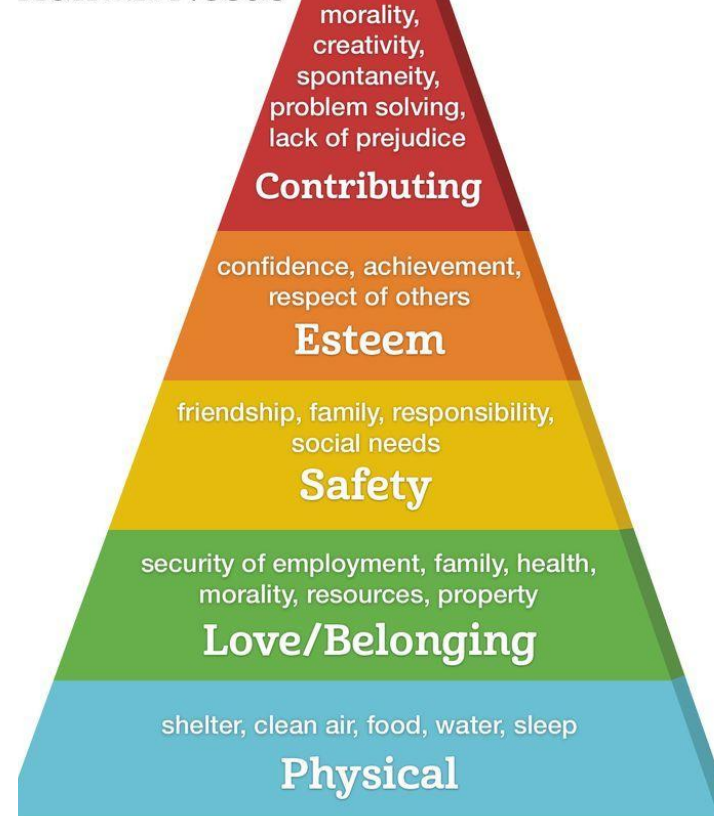 morality,
creativity,
spontaneity,
problem solving,
lack of prejudice
Contributing
confidence, achievement,
respect of others
Esteem
friendship, family, responsibility,
social needs
Safety
security of employment, family, health,
morality, resources, property
Love/Belonging
shelter, clean air, food, water, sleep
Physical